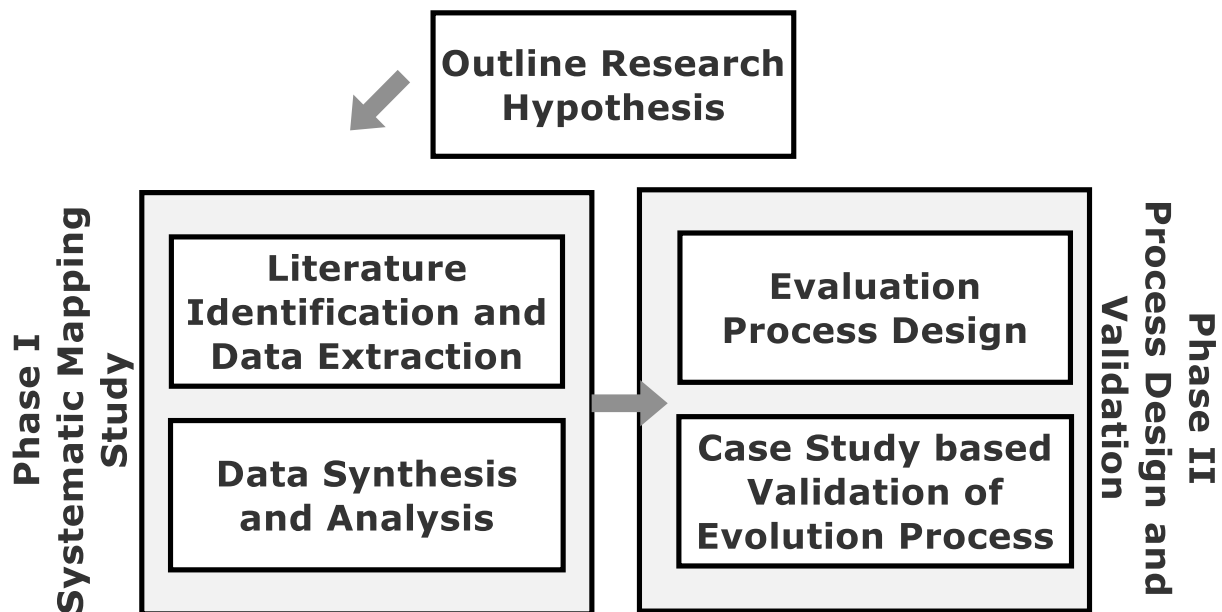 Outline Research
Hypothesis
Phase I
Systematic Mapping
Study
Literature
Identification and
Data Extraction
Data Synthesis
and Analysis
Evaluation
Process Design
Case Study based
Validation of
Evolution Process
Phase II
Process Design and
Validation